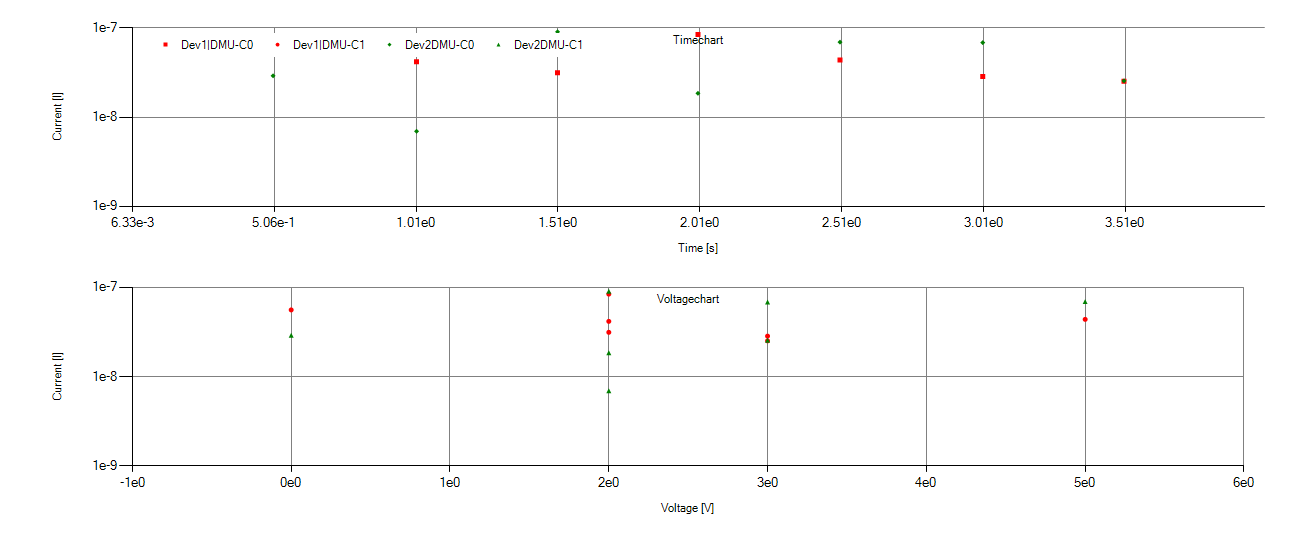 1e-7
Dev1|DMU-C0 Dev1|DMU-C1 Dev2DMU-C0 Dev2DMU-C1
Timechart
Current [I]
1e-8
1e-9
6.33e-3 5.06e-1 1.01e0 1.51e0 2.01e0 2.51e0 3.01e0 3.51e0
Time [s]
1e-7
Voltagechart
Current [I]
1e-8
1e-9
-1e0 0e0 1e0 2e0 3e0 4e0 5e0 6e0
Voltage [V]